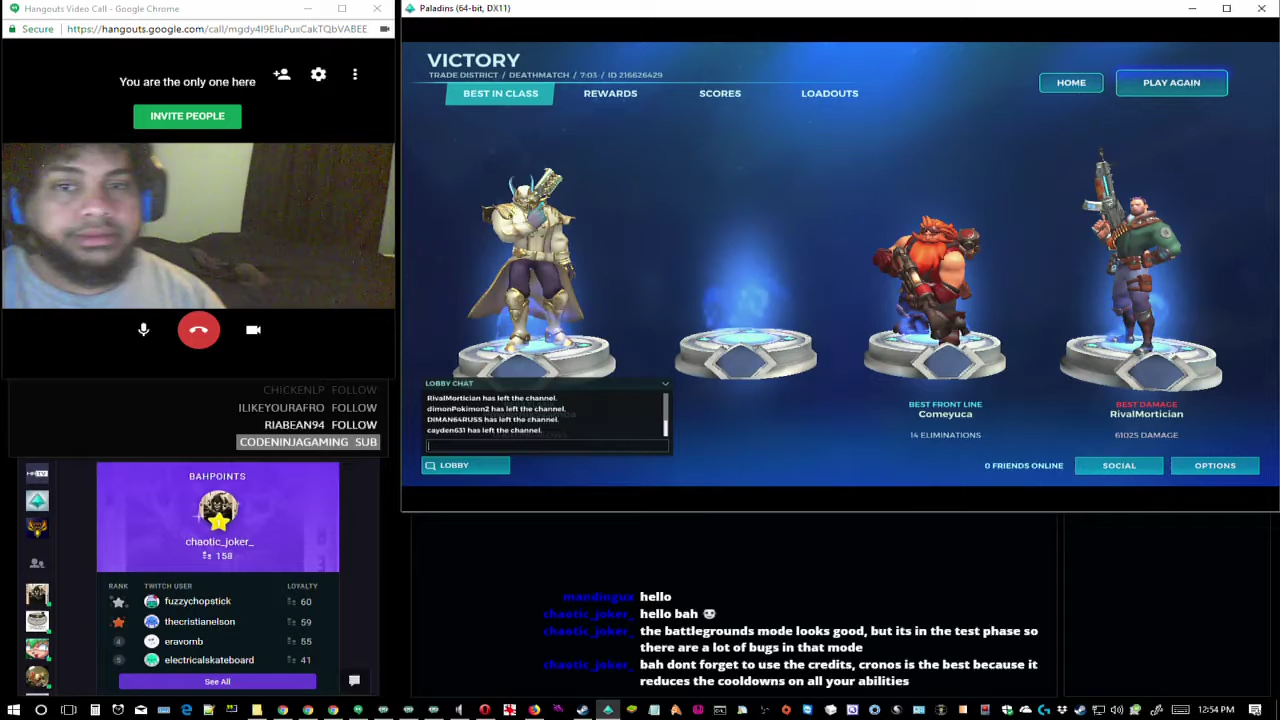 Hangouts Video Call - Google Chrome
Secure https://hangouts.google.com/call/mgdy4I9EIuPuxCakTQbVABEE
You are the only one here
INVITE PEOPLE
CHICKENLP FOLLOW
ILIKEYOURAFRO FOLLOW
RIABEAN94 FOLLOW
CODENINJAGAMING SUB
BAHPOINTS
1
chaotic_joker_
158
RANK TWITCH USER LOYALTY
fuzzychopstick 60
thecristianelson 59
4 eravornb 55
5 electricalskateboard 41
See All
Paladins (64-bit, DX11)
VICTORY
TRADE DISTRICT / DEATHMATCH / 7:03 / ID 216626429
HOME
PLAY AGAIN
BEST IN CLASS REWARDS SCORES LOADOUTS
LOBBY CHAT
RivalMortician has left the channel.
dimonPokimon2 has left the channel.
DIMAN64RUSS has left the channel.
cayden631 has left the channel.
LOBBY
BEST FRONT LINE
Comeyuca
14 ELIMINATIONS
BEST DAMAGE
RivalMortician
61025 DAMAGE
0 FRIENDS ONLINE SOCIAL OPTIONS
mandingux hello
chaotic_joker_ hello bah
chaotic_joker_ the battlegrounds mode looks good, but its in the test phase so
there are a lot of bugs in that mode
chaotic_joker_ bah dont forget to use the credits, cronos is the best because it
reduces the cooldowns on all your abilities
12:54 PM